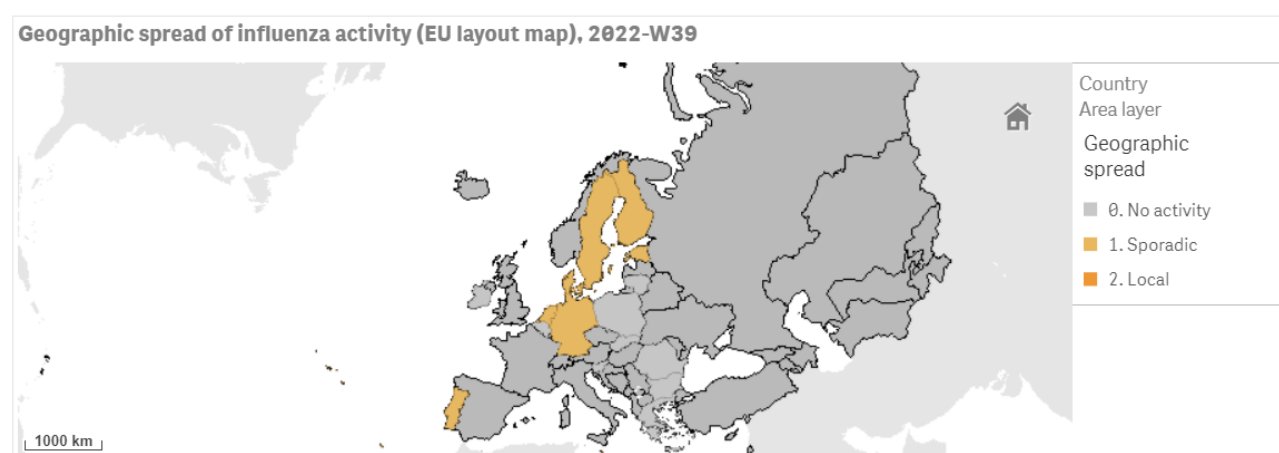 Geographic spread of influenza activity (EU layout map), 2022-W39
Country
Area layer
Geographic
spread
0. No activity
1. Sporadic
2. Local
1000 km